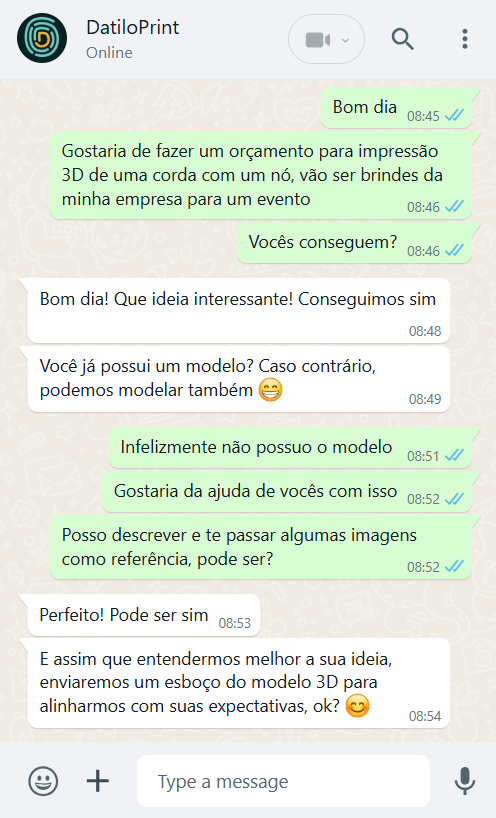 DatiloPrint
Online
Bom dia 08:45
Gostaria de fazer um orçamento para impressão
3D de uma corda com um nó, vão ser brindes da
minha empresa para um evento 08:46
Vocês conseguem? 08:46
Bom dia! Que ideia interessante! Conseguimos sim
08:48
Você já possui um modelo? Caso contrário,
podemos modelar também 😁 08:49
Infelizmente não possuo o modelo 08:51
Gostaria da ajuda de vocês com isso 08:52
Posso descrever e te passar algumas imagens
como referência, pode ser? 08:52
Perfeito! Pode ser sim 08:53
E assim que entendermos melhor a sua ideia,
enviaremos um esboço do modelo 3D para
alinharmos com suas expectativas, ok? 😊 08:54
Type a message